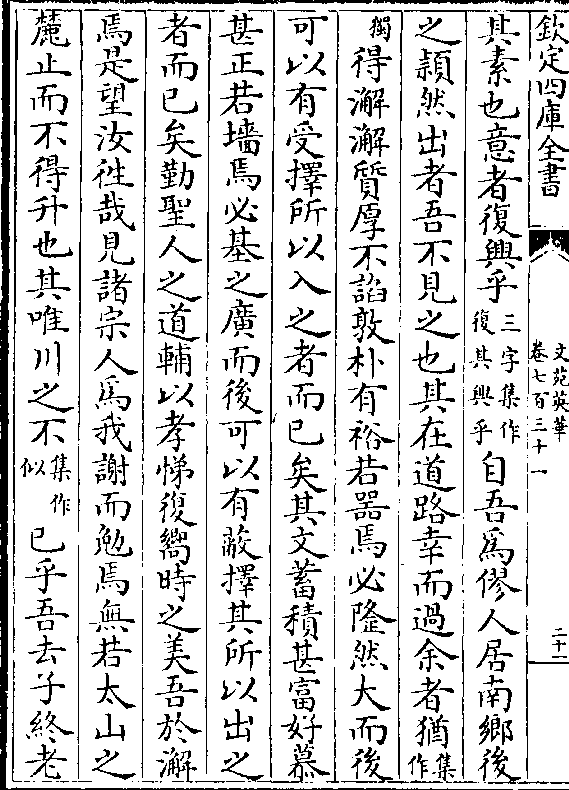 欽定四庫全書
文苑英華
卷七百三十一
二十一
其素也意者復興乎三字集作復其興乎自吾為僇人居南鄉後
之頴然出者吾不見之也其在道路幸而過余者猶集作
獨得澥澥質厚不諂敦朴有裕若器焉必隆然大而後
可以有受擇所以入之者而已矣其文蓄積甚富好慕
甚正若墻焉必基之廣而後可以有蔽擇其所以出之
者而已矣勤聖人之道輔以孝悌復嚮時之美吾於澥
焉是望汝徃哉見諸宗人為我謝而勉焉無若太山之
麓止而不得升也其唯川之不集作似已乎吾去子終老